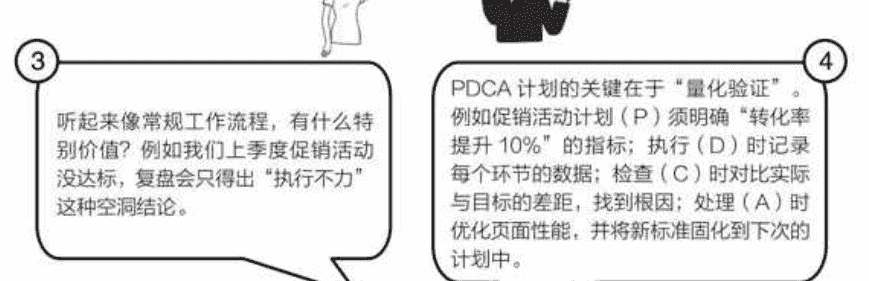 3
听起来像常规工作流程，有什么特
别价值？例如我们上季度促销活动
没达标，复盘会只得出“执行不力”
这种空洞结论。
4
PDCA 计划的关键在于“量化验证”。
例如促销活动计划（P）须明确“转化率
提升 10%”的指标；执行（D）时记录
每个环节的数据；检查（C）时对比实际
与目标的差距，找到根因；处理（A）时
优化页面性能，并将新标准固化到下次的
计划中。